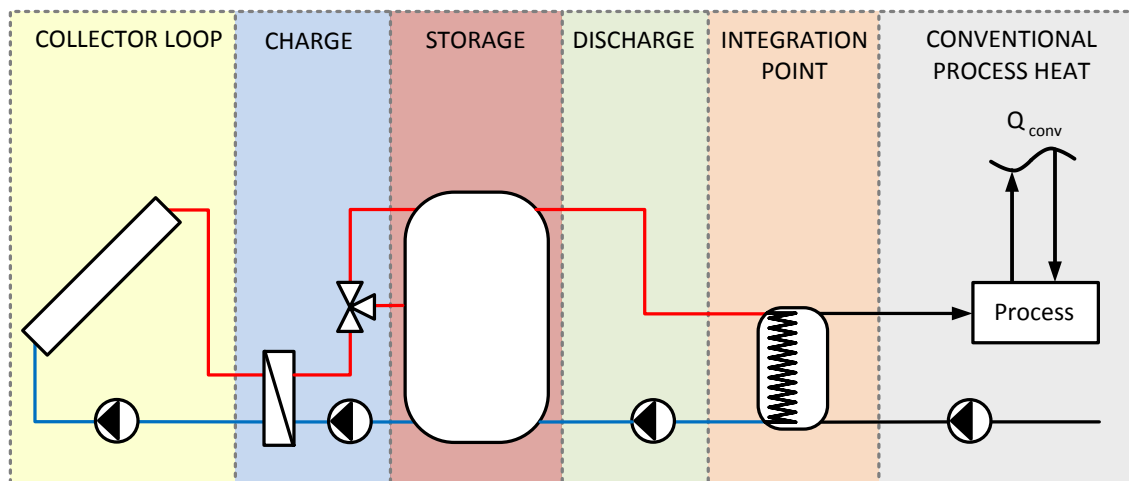 COLLECTOR LOOP
CHARGE
STORAGE
DISCHARGE
INTEGRATION
POINT
CONVENTIONAL
PROCESS HEAT
Q conv
Process